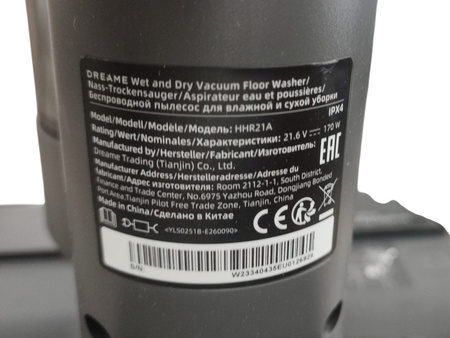 DREAME Wet and Dry Vacuum Floor Washer/
Nass-Trockensauger/Aspirateur eau et poussières/
Беспроводной пылесос для влажной и сухой уборки
IPX4
Model/Modell/Modèle/Модель: HHR21A
Rating/Wert/Nominales/Характеристики: 21.6 V 170 W
Manufactured by/Hersteller/Fabricant/Изготовитель:
Dreame Trading (Tianjin) Co., Ltd.
EAC
Manufacturer Address/Herstelleradresse/Adresse du
fabricant/Адрес изготовителя: Room 2112-1-1, South District,
Finance and Trade Center, No.6975 Yazhou Road, Dongjiang Bonded
Port Area,Tianjin Pilot Free Trade Zone, Tianjin, China
Made in China/Сделано в Китае
<YLS0251B-E260090>
CE
S/N: